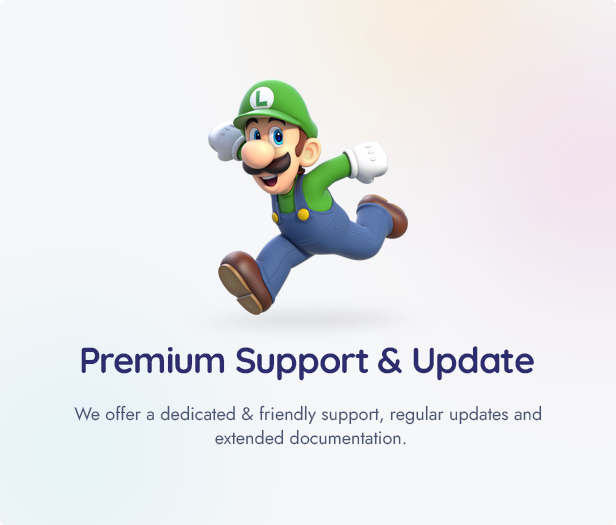 L
Premium Support & Update
We offer a dedicated & friendly support, regular updates and
extended documentation.